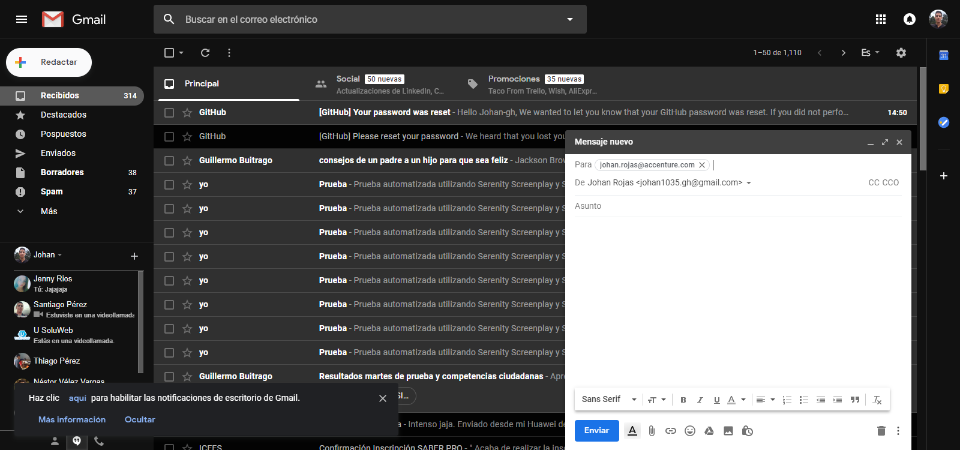 Gmail
Buscar en el correo electrónico
Redactar
1–50 de 1,110
Es
Recibidos 314
Destacados
Pospuestos
Enviados
Borradores 38
Spam 37
Más
Principal
Social 50 nuevas
Actualizaciones de LinkedIn, C...
Promociones 35 nuevas
Taco From Trello, Wish, AliExpr...
GitHub [GitHub] Your password was reset - Hello Johan-gh, We wanted to let you know that your GitHub password was reset. If you did not perfo... 14:50
GitHub [GitHub] Please reset your password - We heard that you lost you
Guillermo Buitrago consejos de un padre a un hijo para que sea feliz - Jackson Brow
yo Prueba - Prueba automatizada utilizando Serenity Screenplay y S
yo Prueba - Prueba automatizada utilizando Serenity Screenplay y S
yo Prueba - Prueba automatizada utilizando Serenity Screenplay y S
yo Prueba - Prueba automatizada utilizando Serenity Screenplay y S
yo Prueba - Prueba automatizada utilizando Serenity Screenplay y S
yo Prueba - Prueba automatizada utilizando Serenity Screenplay y S
yo Prueba - Prueba automatizada utilizando Serenity Screenplay y S
yo Prueba - Prueba automatizada utilizando Serenity Screenplay y S
Guillermo Buitrago Resultados martes de prueba y competencias ciudadanas - Apre
- Intenso jaja. Enviado desde mi Huawei de
ICFES Confirmación Inscripción SABER PRO - " Acaba de realizar la insc
Johan
Jenny Rios
Tú: Jajajaja
Santiago Pérez
Estuviste en una videollamada
U SoluWeb
Estás en una videollamada.
Thiago Pérez
Néstor Vélez Vargas
Haz clic aquí para habilitar las notificaciones de escritorio de Gmail.
Más información Ocultar
Mensaje nuevo
Para johan.rojas@accenture.com
De Johan Rojas <johan1035.gh@gmail.com> CC CCO
Asunto
Sans Serif
Enviar